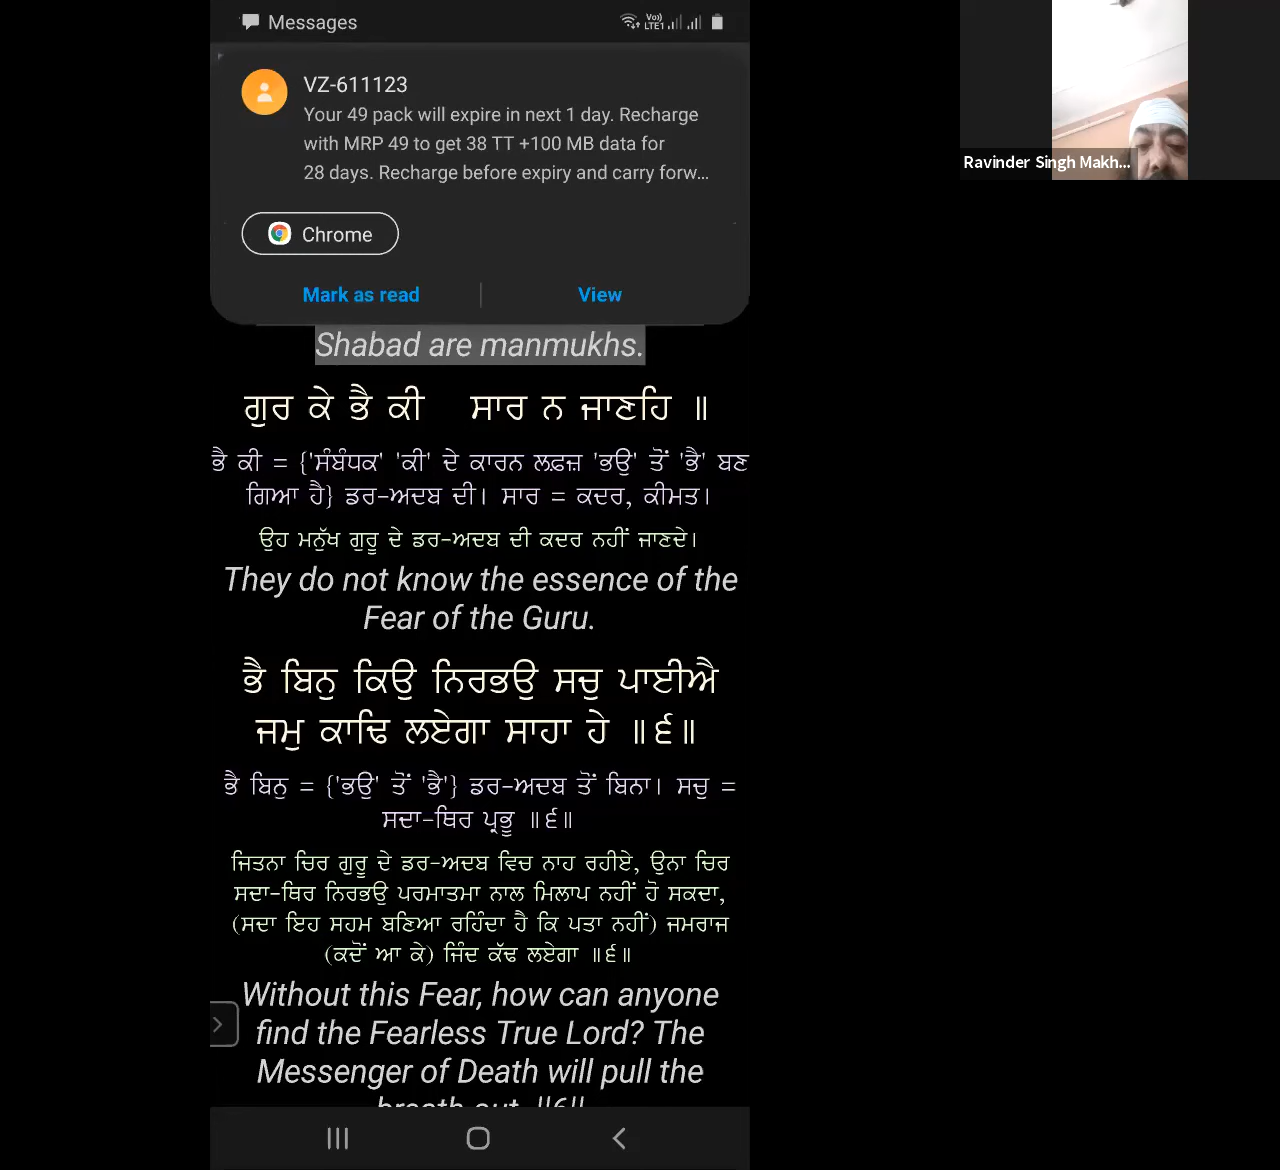 Messages
VZ-611123
Your 49 pack will expire in next 1 day. Recharge
with MRP 49 to get 38 TT +100 MB data for
28 days. Recharge before expiry and carry forw...
Chrome
Mark as read
View
Ravinder Singh Makh...
Shabad are manmukhs.
ਗੁਰ ਕੇ ਭੈ ਕੀ ਸਾਰ ਨ ਜਾਣਹਿ ॥
ਭੈ ਕੀ = {'ਸੰਬੰਧਕ' 'ਕੀ' ਦੇ ਕਾਰਨ ਲਫ਼ਜ਼ 'ਭਉ' ਤੋਂ 'ਭੈ' ਬਣ
ਗਿਆ ਹੈ} ਡਰ-ਅਦਬ ਦੀ। ਸਾਰ = ਕਦਰ, ਕੀਮਤ।
ਉਹ ਮਨੁੱਖ ਗੁਰੂ ਦੇ ਡਰ-ਅਦਬ ਦੀ ਕਦਰ ਨਹੀਂ ਜਾਣਦੇ।
They do not know the essence of the
Fear of the Guru.
ਭੈ ਬਿਨੁ ਕਿਉ ਨਿਰਭਉ ਸਚੁ ਪਾਈਐ
ਜਮੁ ਕਾਢਿ ਲਏਗਾ ਸਾਹਾ ਹੇ ॥੬॥
ਭੈ ਬਿਨੁ = {'ਭਉ' ਤੋਂ 'ਭੈ'} ਡਰ-ਅਦਬ ਤੋਂ ਬਿਨਾ। ਸਚੁ =
ਸਦਾ-ਥਿਰ ਪ੍ਰਭੂ ॥੬॥
ਜਿਤਨਾ ਚਿਰ ਗੁਰੂ ਦੇ ਡਰ-ਅਦਬ ਵਿਚ ਨਾਹ ਰਹੀਏ, ਉਨਾ ਚਿਰ
ਸਦਾ-ਥਿਰ ਨਿਰਭਉ ਪਰਮਾਤਮਾ ਨਾਲ ਮਿਲਾਪ ਨਹੀਂ ਹੋ ਸਕਦਾ,
(ਸਦਾ ਇਹ ਸਹਮ ਬਣਿਆ ਰਹਿੰਦਾ ਹੈ ਕਿ ਪਤਾ ਨਹੀਂ) ਜਮਰਾਜ
(ਕਦੋਂ ਆ ਕੇ) ਜਿੰਦ ਕੱਢ ਲਏਗਾ ॥੬॥
Without this Fear, how can anyone
find the Fearless True Lord? The
Messenger of Death will pull the
breath out. ||6||